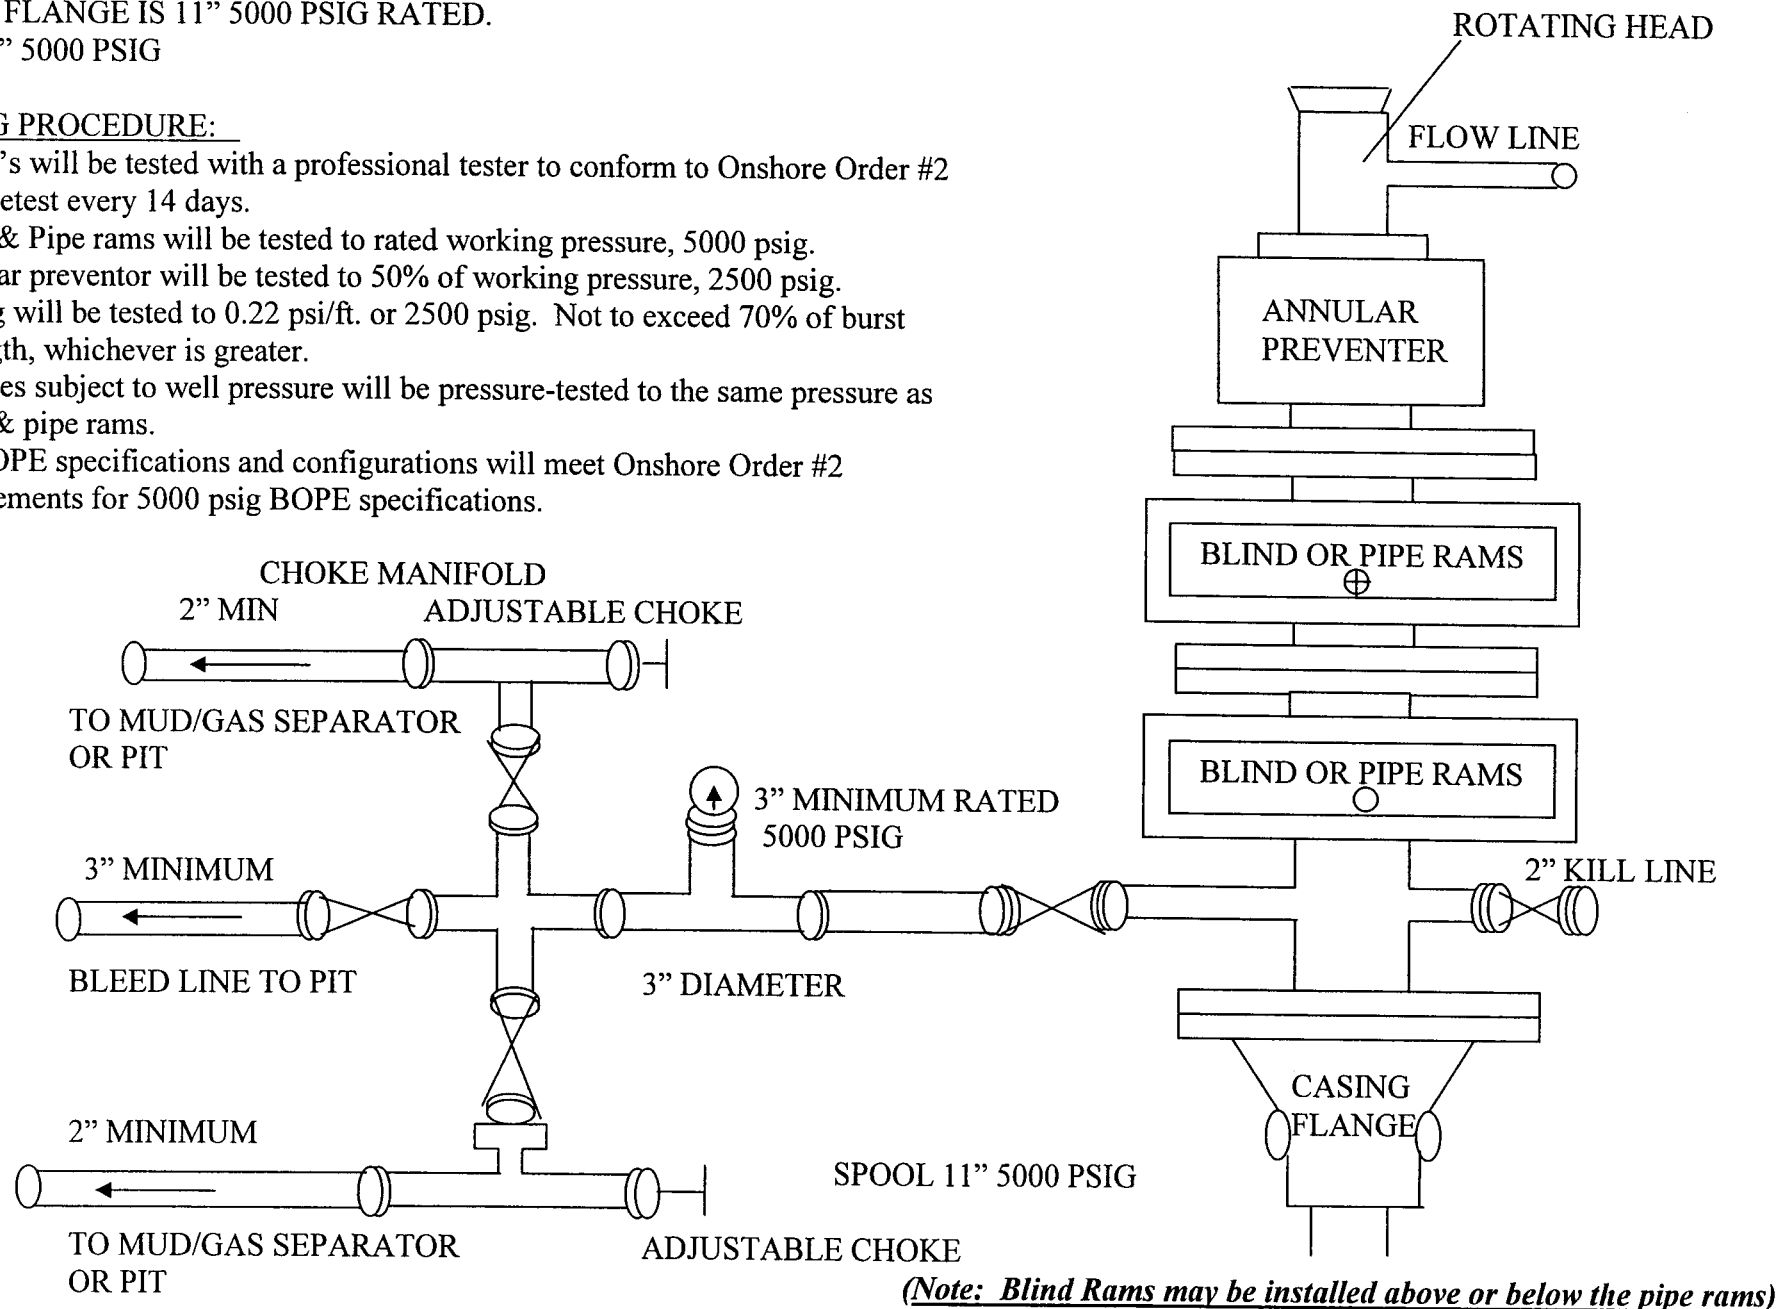 FLANGE IS 11” 5000 PSIG RATED.
” 5000 PSIG
G PROCEDURE:
’s will be tested with a professional tester to conform to Onshore Order #2
etest every 14 days.
& Pipe rams will be tested to rated working pressure, 5000 psig.
ar preventor will be tested to 50% of working pressure, 2500 psig.
g will be tested to 0.22 psi/ft. or 2500 psig.  Not to exceed 70% of burst
gth, whichever is greater.
es subject to well pressure will be pressure-tested to the same pressure as
& pipe rams.
OPE specifications and configurations will meet Onshore Order #2
ements for 5000 psig BOPE specifications.
ROTATING HEAD
FLOW LINE
ANNULAR
PREVENTER
BLIND OR PIPE RAMS
BLIND OR PIPE RAMS
CHOKE MANIFOLD
2” MIN
ADJUSTABLE CHOKE
TO MUD/GAS SEPARATOR
OR PIT
3” MINIMUM RATED
5000 PSIG
3” MINIMUM
2” KILL LINE
BLEED LINE TO PIT
3” DIAMETER
CASING
FLANGE
2” MINIMUM
SPOOL 11” 5000 PSIG
TO MUD/GAS SEPARATOR
OR PIT
ADJUSTABLE CHOKE
(Note:  Blind Rams may be installed above or below the pipe rams)